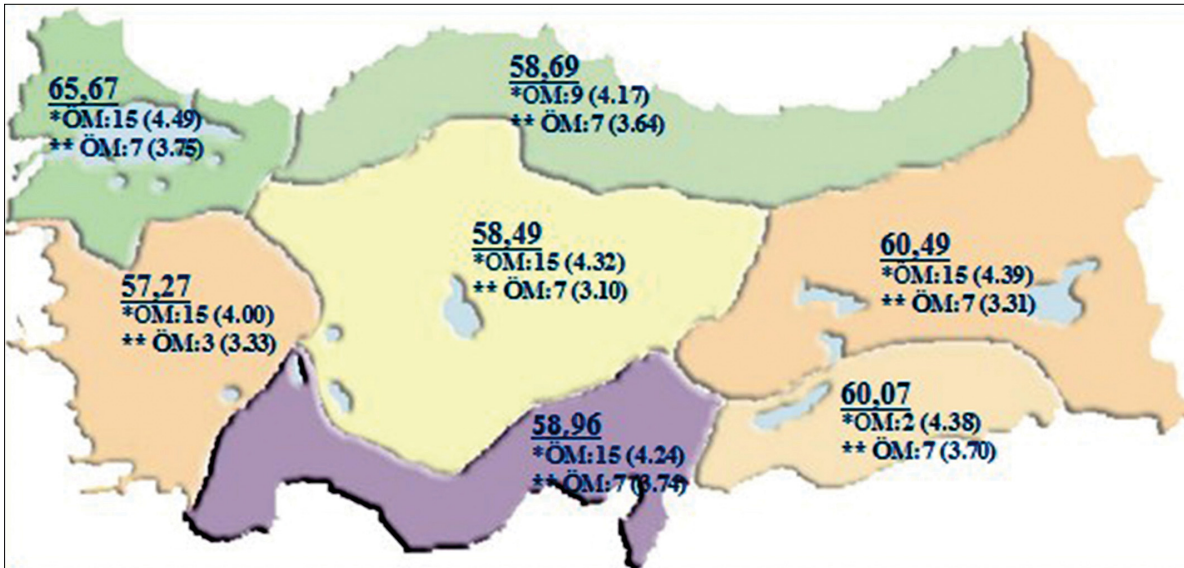 65,67
*ÖM:15 (4.49)
** ÖM:7 (3.75)
58,69
*ÖM:9 (4.17)
** ÖM:7 (3.64)
58,49
*ÖM:15 (4.32)
** ÖM:7 (3.10)
60,49
*ÖM:15 (4.39)
** ÖM:7 (3.31)
57,27
*ÖM:15 (4.00)
** ÖM:3 (3.33)
60,07
*ÖM:2 (4.38)
** ÖM:7 (3.70)
58,96
*ÖM:15 (4.24)
** ÖM:7 (3.74)